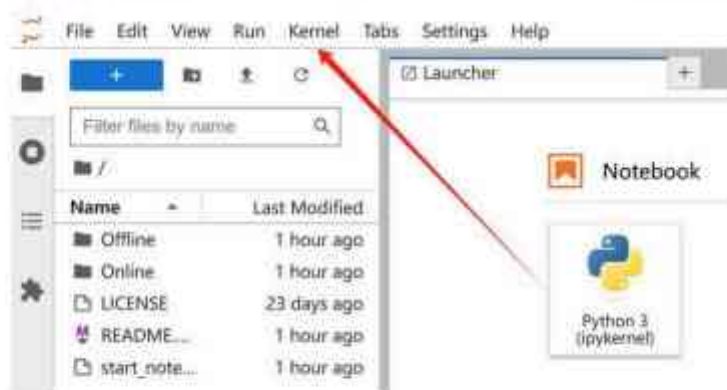 File Edit View Run Kernel Tabs Settings Help
+
Launcher
+
Filter files by name
/
Notebook
Name
Last Modified
Offline 1 hour ago
Online 1 hour ago
LICENSE 23 days ago
README... 1 hour ago
start_note... 1 hour ago
Python 3
(ipykernel)